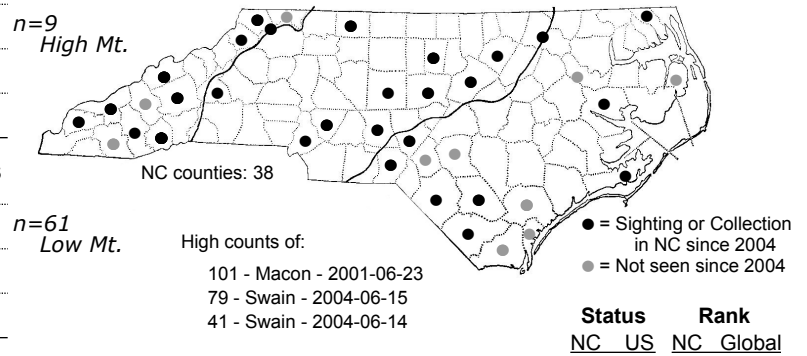 n=9
High Mt.
NC counties: 38
n=61
Low Mt.
High counts of:
101 - Macon - 2001-06-23
79 - Swain - 2004-06-15
41 - Swain - 2004-06-14
= Sighting or Collection
in NC since 2004
= Not seen since 2004
Status Rank
NC US NC Global